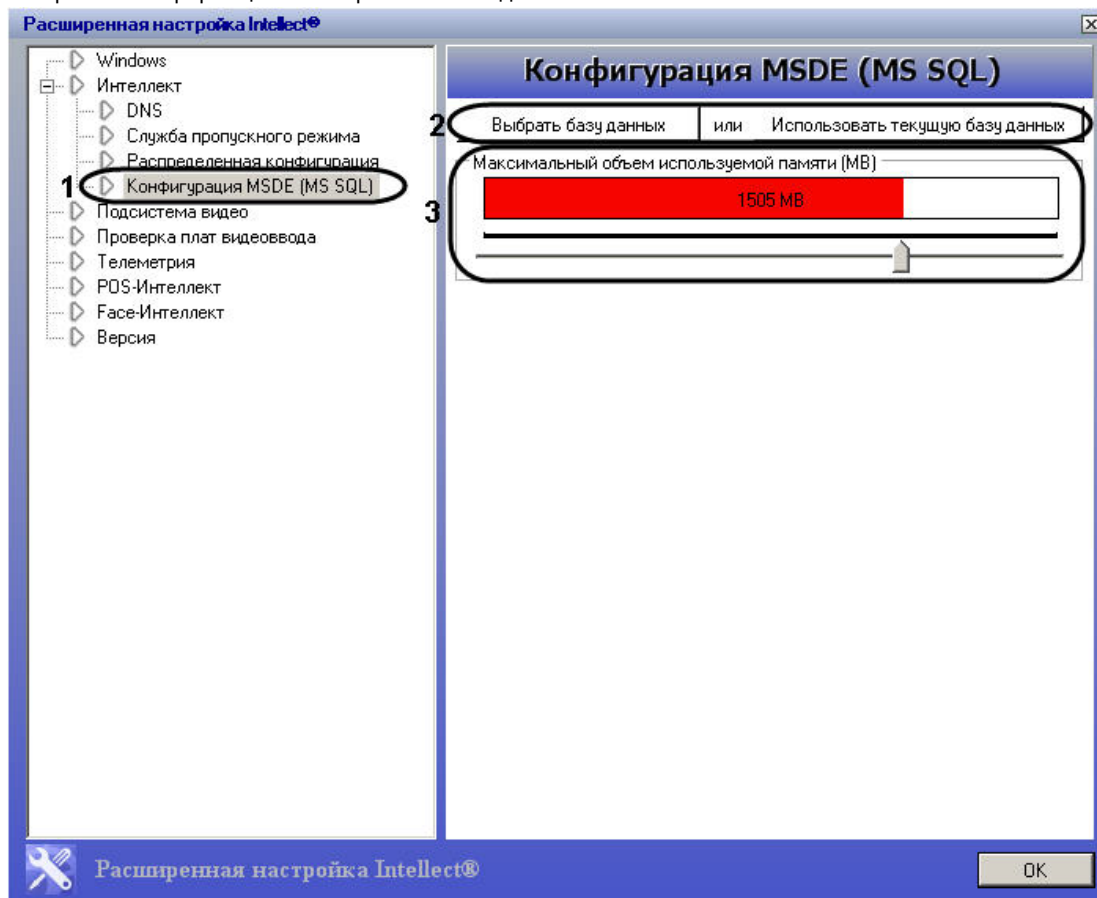 Расширенная настройка Intellect®
Windows
Интеллект
DNS
Служба пропускного режима
Распределенная конфигурация
1 Конфигурация MSDE (MS SQL)
Подсистема видео
Проверка плат видеоввода
Телеметрия
POS-Интеллект
Face-Интеллект
Версия
Конфигурация MSDE (MS SQL)
2 Выбрать базу данных или Использовать текущую базу данных
Максимальный объем используемой памяти (MB)
3 1505 MB
Расширенная настройка Intellect®
OK